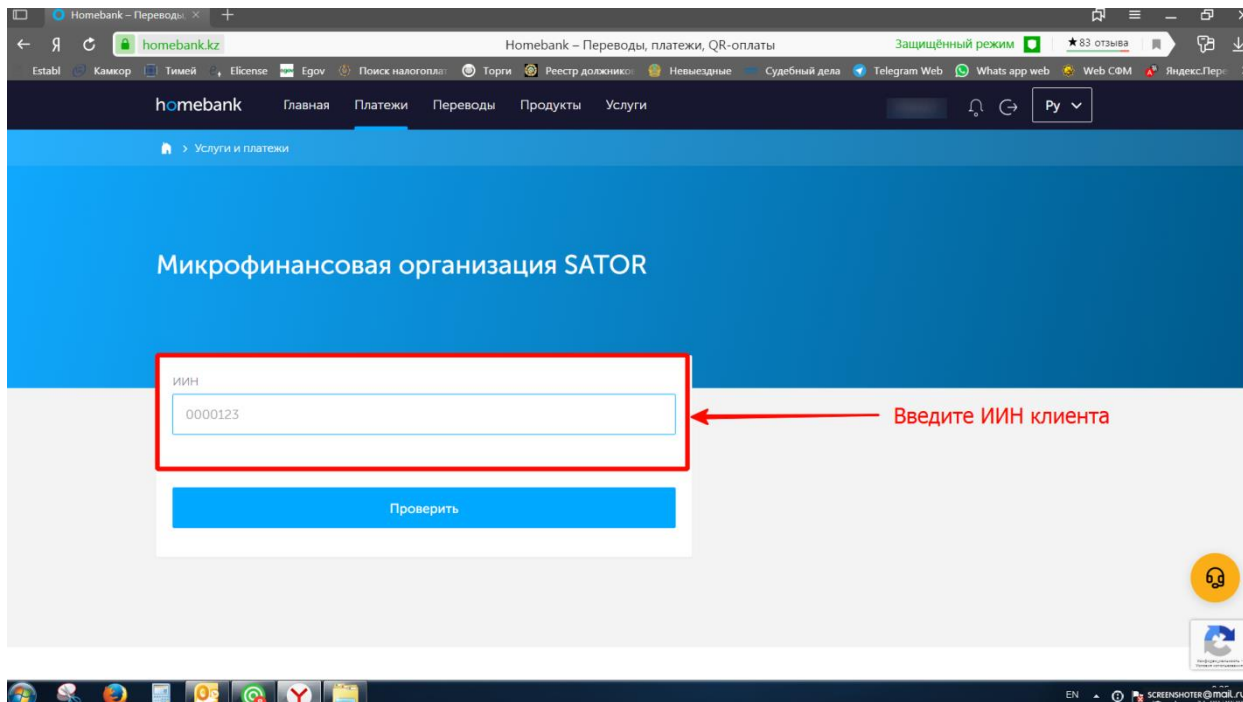 Homebank – Переводы,
homebank.kz
Homebank – Переводы, платежи, QR-оплаты
Защищённый режим
★83 отзыва
Establ Камкор Тимей Elicense Egov Поиск налогоплат Торги Реестр должников Невыездные Судебный дела Telegram Web Whats app web Web СФМ Яндекс.Пере
homebank Главная Платежи Переводы Продукты Услуги Ру
> Услуги и платежи
Микрофинансовая организация SATOR
ИИН
0000123
Введите ИИН клиента
Проверить
EN
SCREENSHOTER@mail.ru